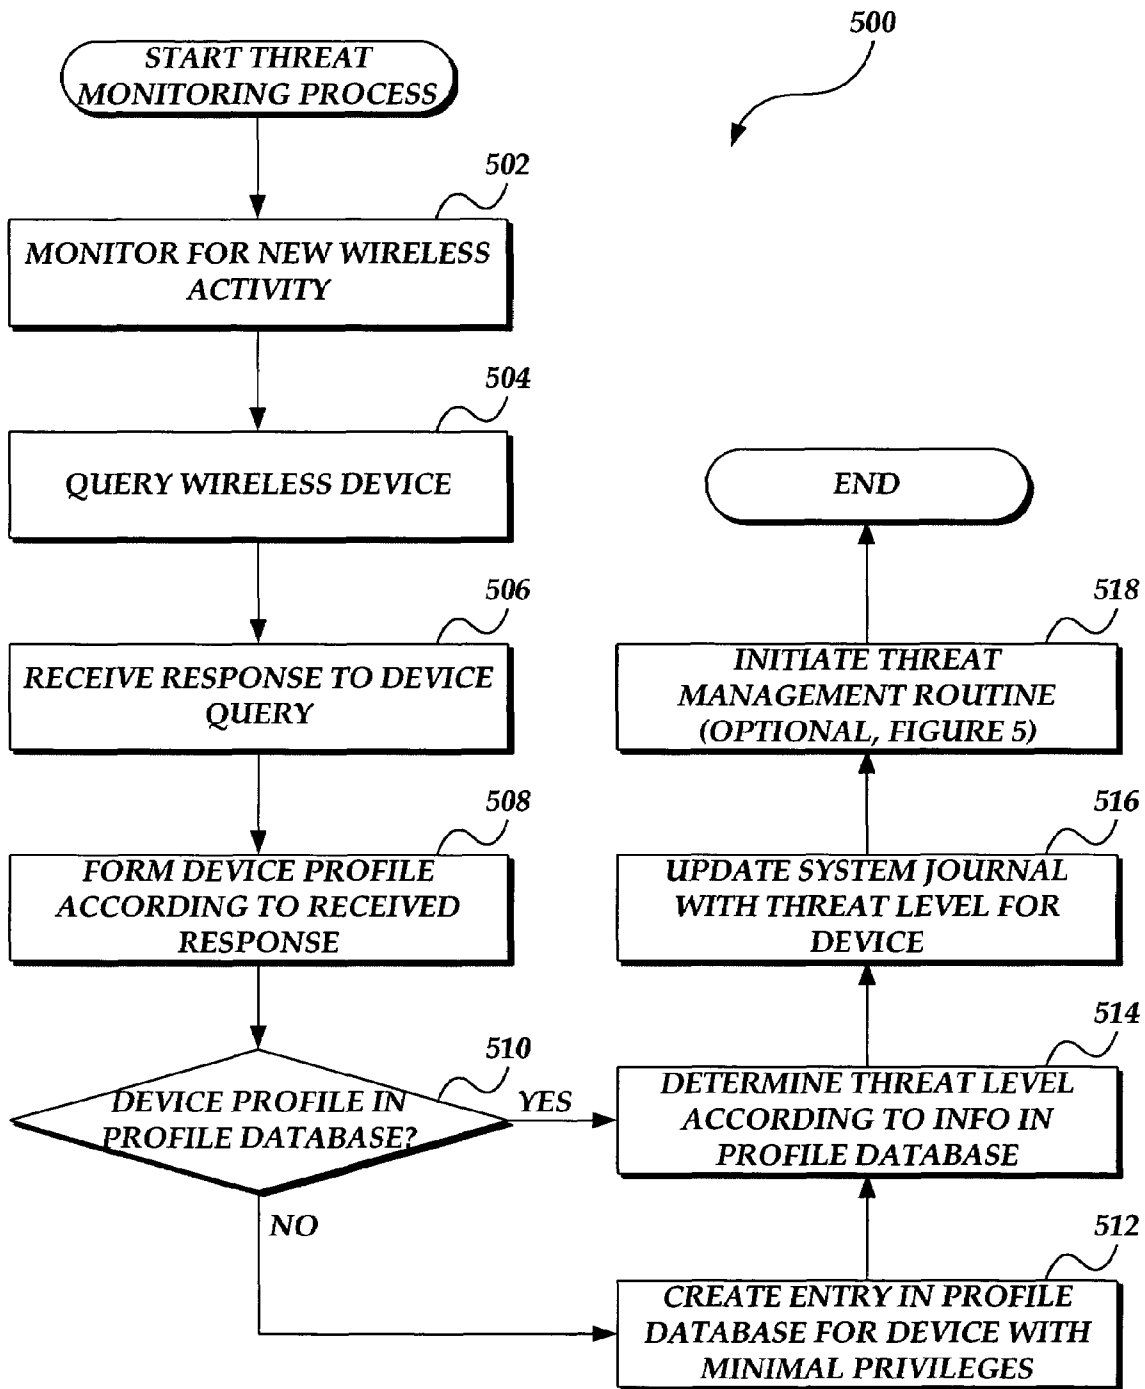 500
START THREAT
MONITORING PROCESS
502
MONITOR FOR NEW WIRELESS
ACTIVITY
504
QUERY WIRELESS DEVICE
506
RECEIVE RESPONSE TO DEVICE
QUERY
508
FORM DEVICE PROFILE
ACCORDING TO RECEIVED
RESPONSE
510
DEVICE PROFILE IN
PROFILE DATABASE?
YES
NO
512
CREATE ENTRY IN PROFILE
DATABASE FOR DEVICE WITH
MINIMAL PRIVILEGES
514
DETERMINE THREAT LEVEL
ACCORDING TO INFO IN
PROFILE DATABASE
516
UPDATE SYSTEM JOURNAL
WITH THREAT LEVEL FOR
DEVICE
518
INITIATE THREAT
MANAGEMENT ROUTINE
(OPTIONAL, FIGURE 5)
END